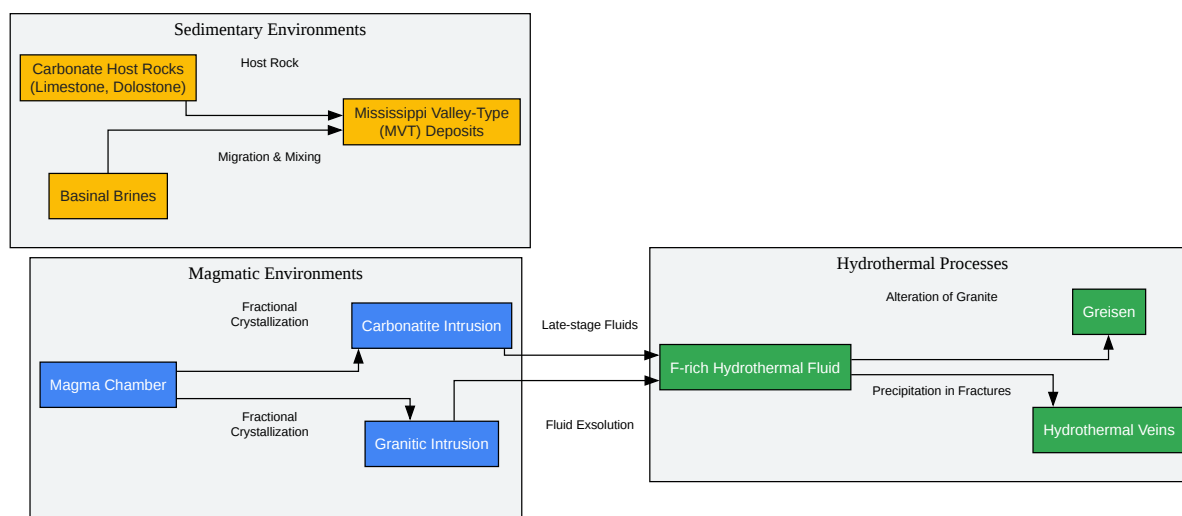 Sedimentary Environments
Host Rock
Carbonate Host Rocks
(Limestone, Dolostone)
Mississippi Valley-Type
(MVT) Deposits
Migration & Mixing
Basinal Brines
Magmatic Environments
Fractional
Crystallization
Carbonatite Intrusion
Magma Chamber
Fractional
Crystallization
Granitic Intrusion
Late-stage Fluids
Fluid Exsolution
Hydrothermal Processes
Alteration of Granite
Greisen
F-rich Hydrothermal Fluid
Precipitation in Fractures
Hydrothermal Veins